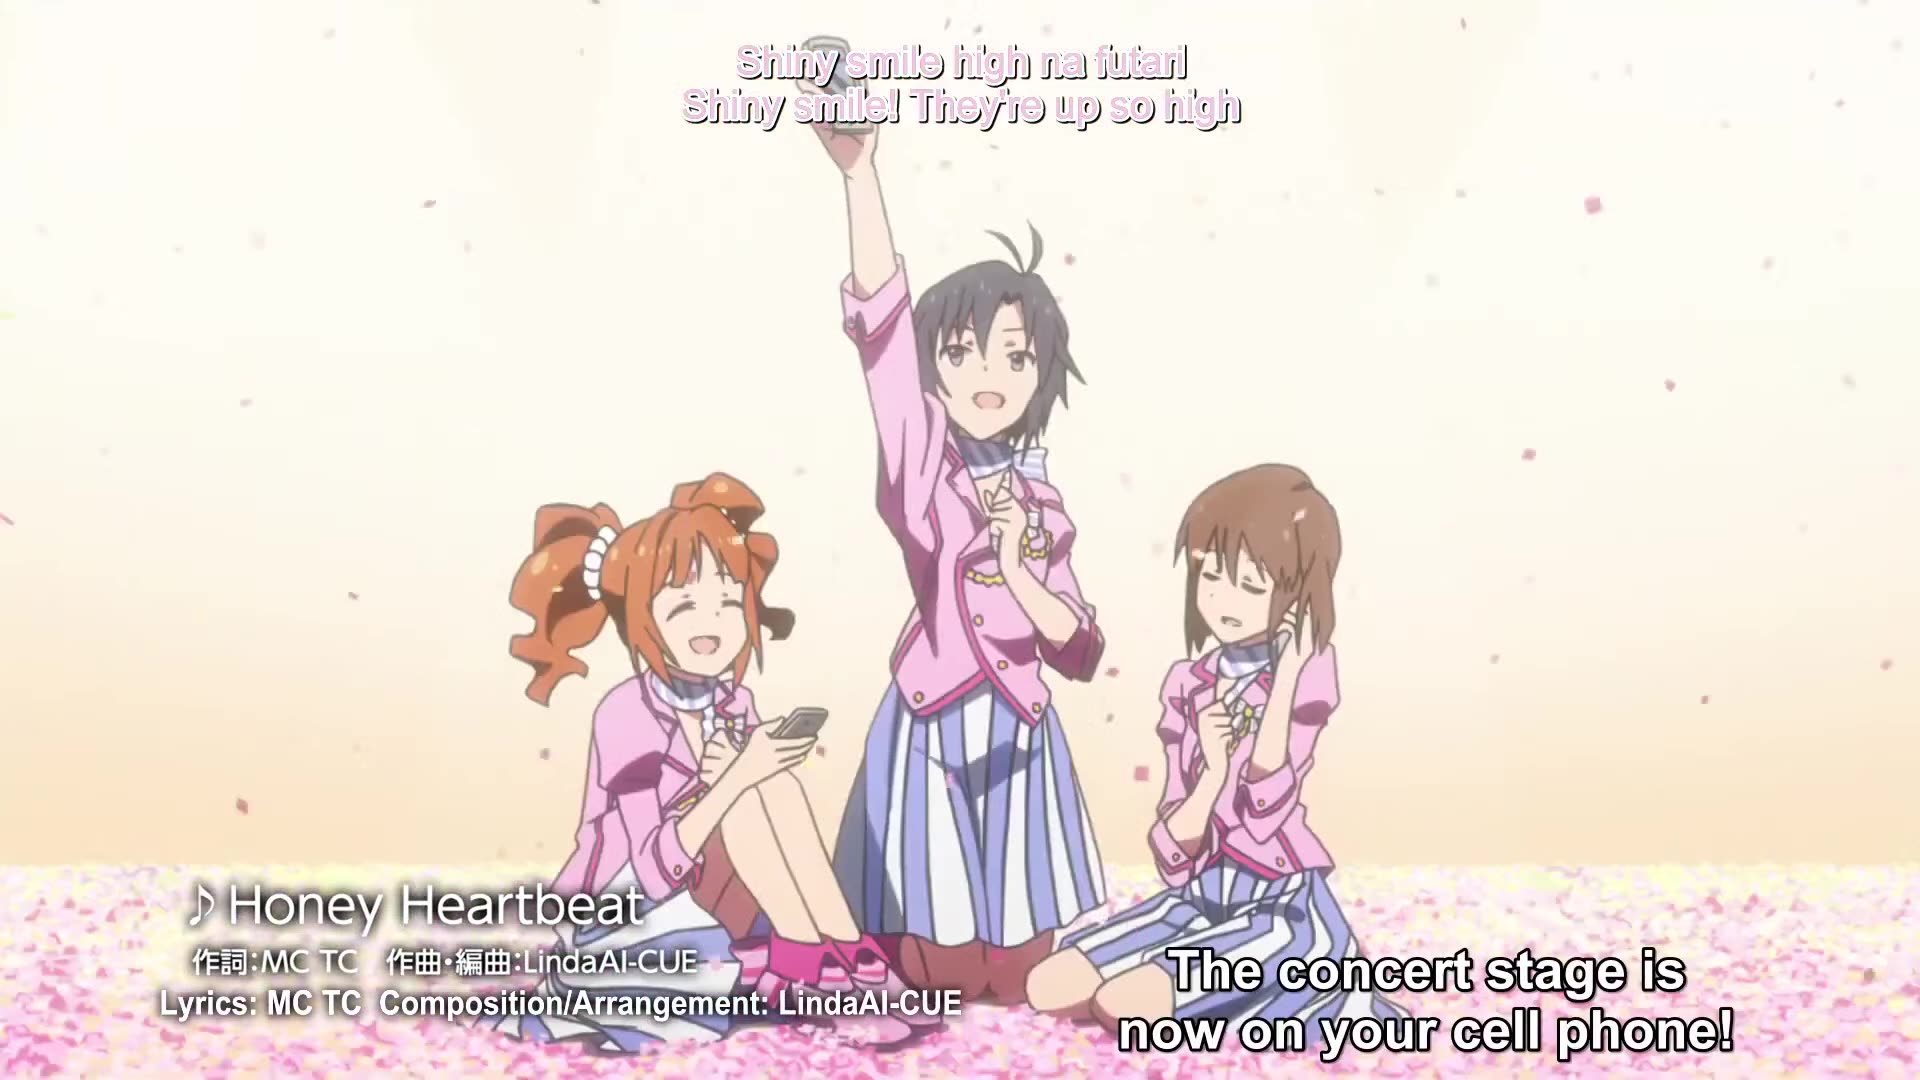 Shiny smile high na futari
Shiny smile! They're up so high
♪Honey Heartbeat
作詞:MC TC 作曲・編曲:LindaAI-CUE
Lyrics: MC TC Composition/Arrangement: LindaAI-CUE
The concert stage is
now on your cell phone!